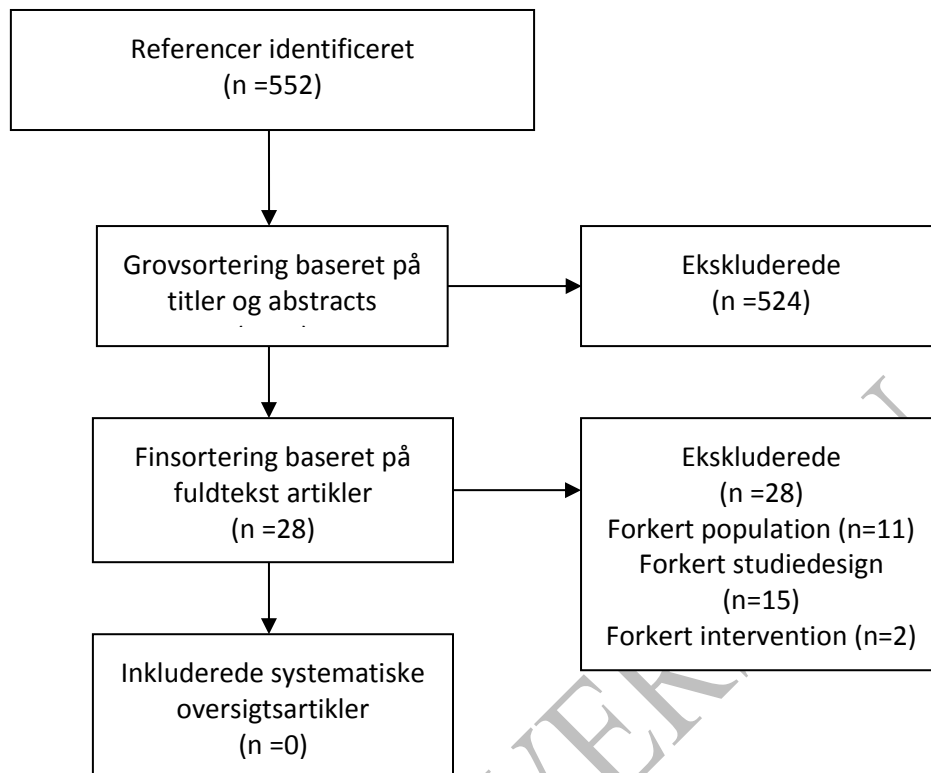 Referencer identificeret
(n =552)
Grovsortering baseret på
titler og abstracts
Ekskluderede
(n =524)
Finsortering baseret på
fuldtekst artikler
(n =28)
Ekskluderede
(n =28)
Forkert population (n=11)
Forkert studiedesign
(n=15)
Forkert intervention (n=2)
Inkluderede systematiske
oversigtsartikler
(n =0)